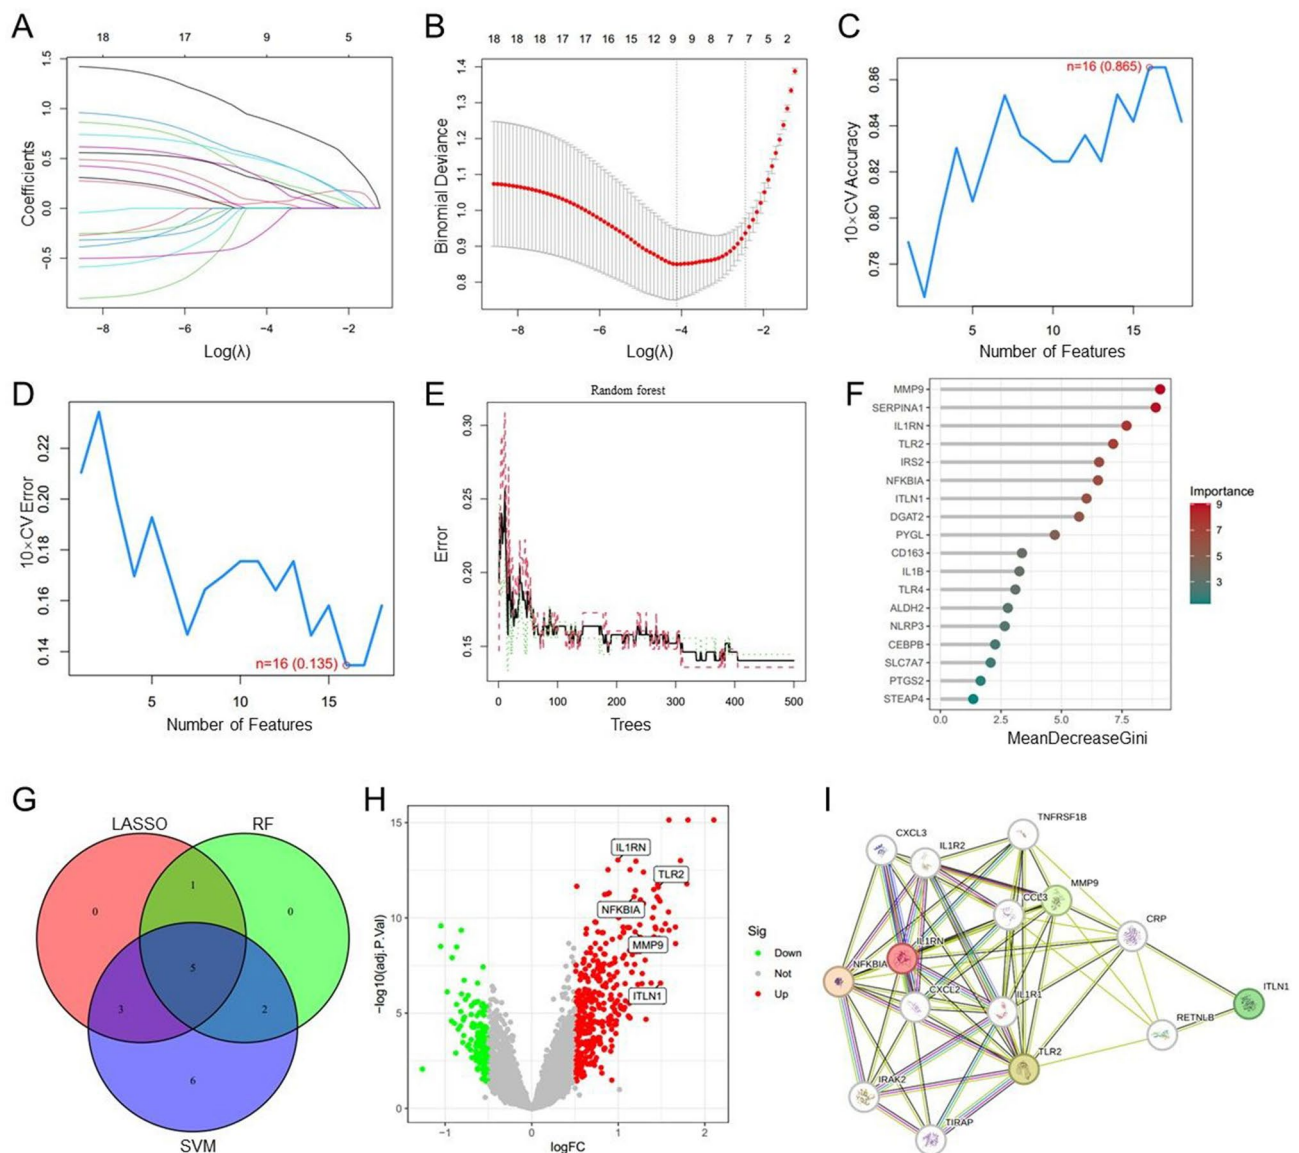 A
18 17 9 5
1.5
1.0
0.5
0.0
−0.5
Coefficients
−8 −6 −4 −2
Log(λ)
B
18 18 18 17 17 16 15 12 9 9 8 7 7 5 2
1.4
1.3
1.2
1.1
1.0
0.9
0.8
Binomial Deviance
−8 −6 −4 −2
Log(λ)
C
n=16 (0.865)
0.86
0.84
0.82
0.80
0.78
10×CV Accuracy
5 10 15
Number of Features
D
0.22
0.20
0.18
0.16
0.14
10×CV Error
n=16 (0.135)
5 10 15
Number of Features
E
Random forest
0.30
0.25
0.20
0.15
Error
0 100 200 300 400 500
Trees
F
MMP9
SERPINA1
IL1RN
TLR2
IRS2
NFKBIA
ITLN1
DGAT2
PYGL
CD163
IL1B
TLR4
ALDH2
NLRP3
CEBPB
SLC7A7
PTGS2
STEAP4
0.0 2.5 5.0 7.5
MeanDecreaseGini
Importance
9
7
5
3
G
LASSO RF
1
0 0
5
3 2
6
SVM
H
15
10
5
0
−log10(adj.P.Val)
IL1RN
TLR2
NFKBIA
MMP9
ITLN1
−1 0 1 2
logFC
Sig
Down
Not
Up
I
TNFRSF1B
CXCL3
IL1R2
MMP9
CCL3
CRP
IL1RN
NFKBIA
ITLN1
CXCL2
IL1R1
RETNLB
TLR2
IRAK2
TIRAP